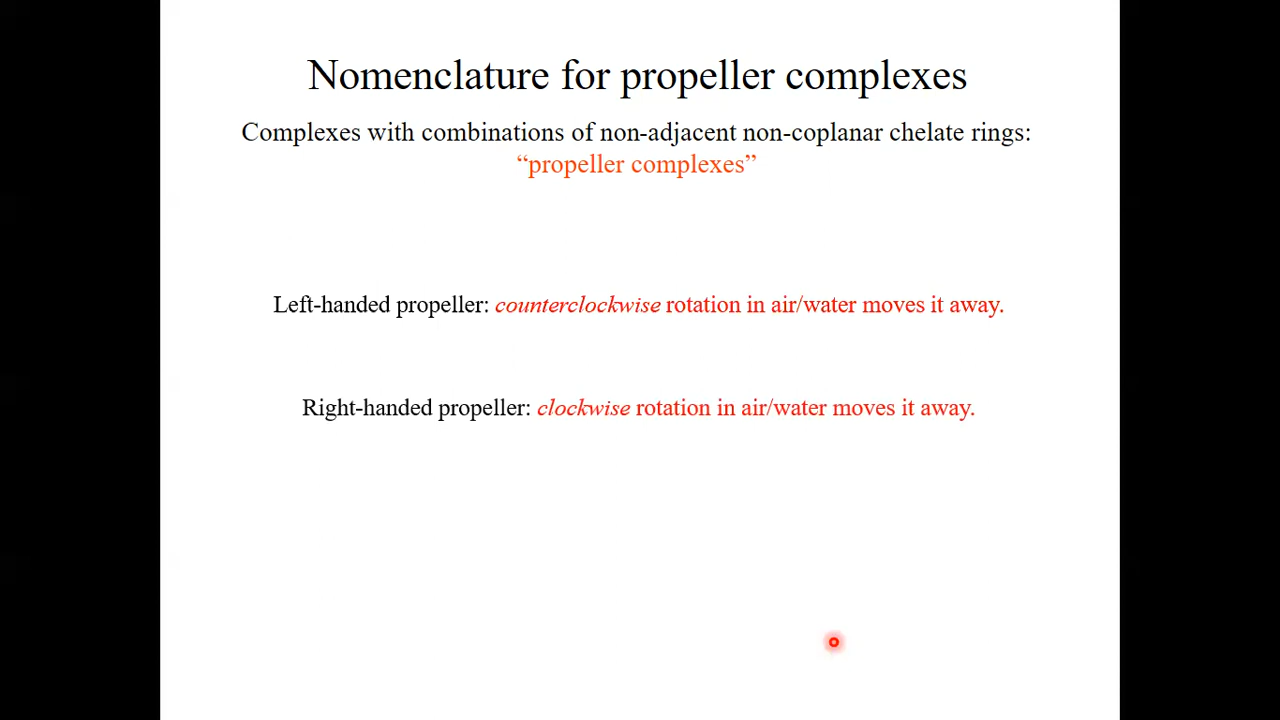 Nomenclature for propeller complexes
Complexes with combinations of non-adjacent non-coplanar chelate rings:
“propeller complexes”
Left-handed propeller: counterclockwise rotation in air/water moves it away.
Right-handed propeller: clockwise rotation in air/water moves it away.